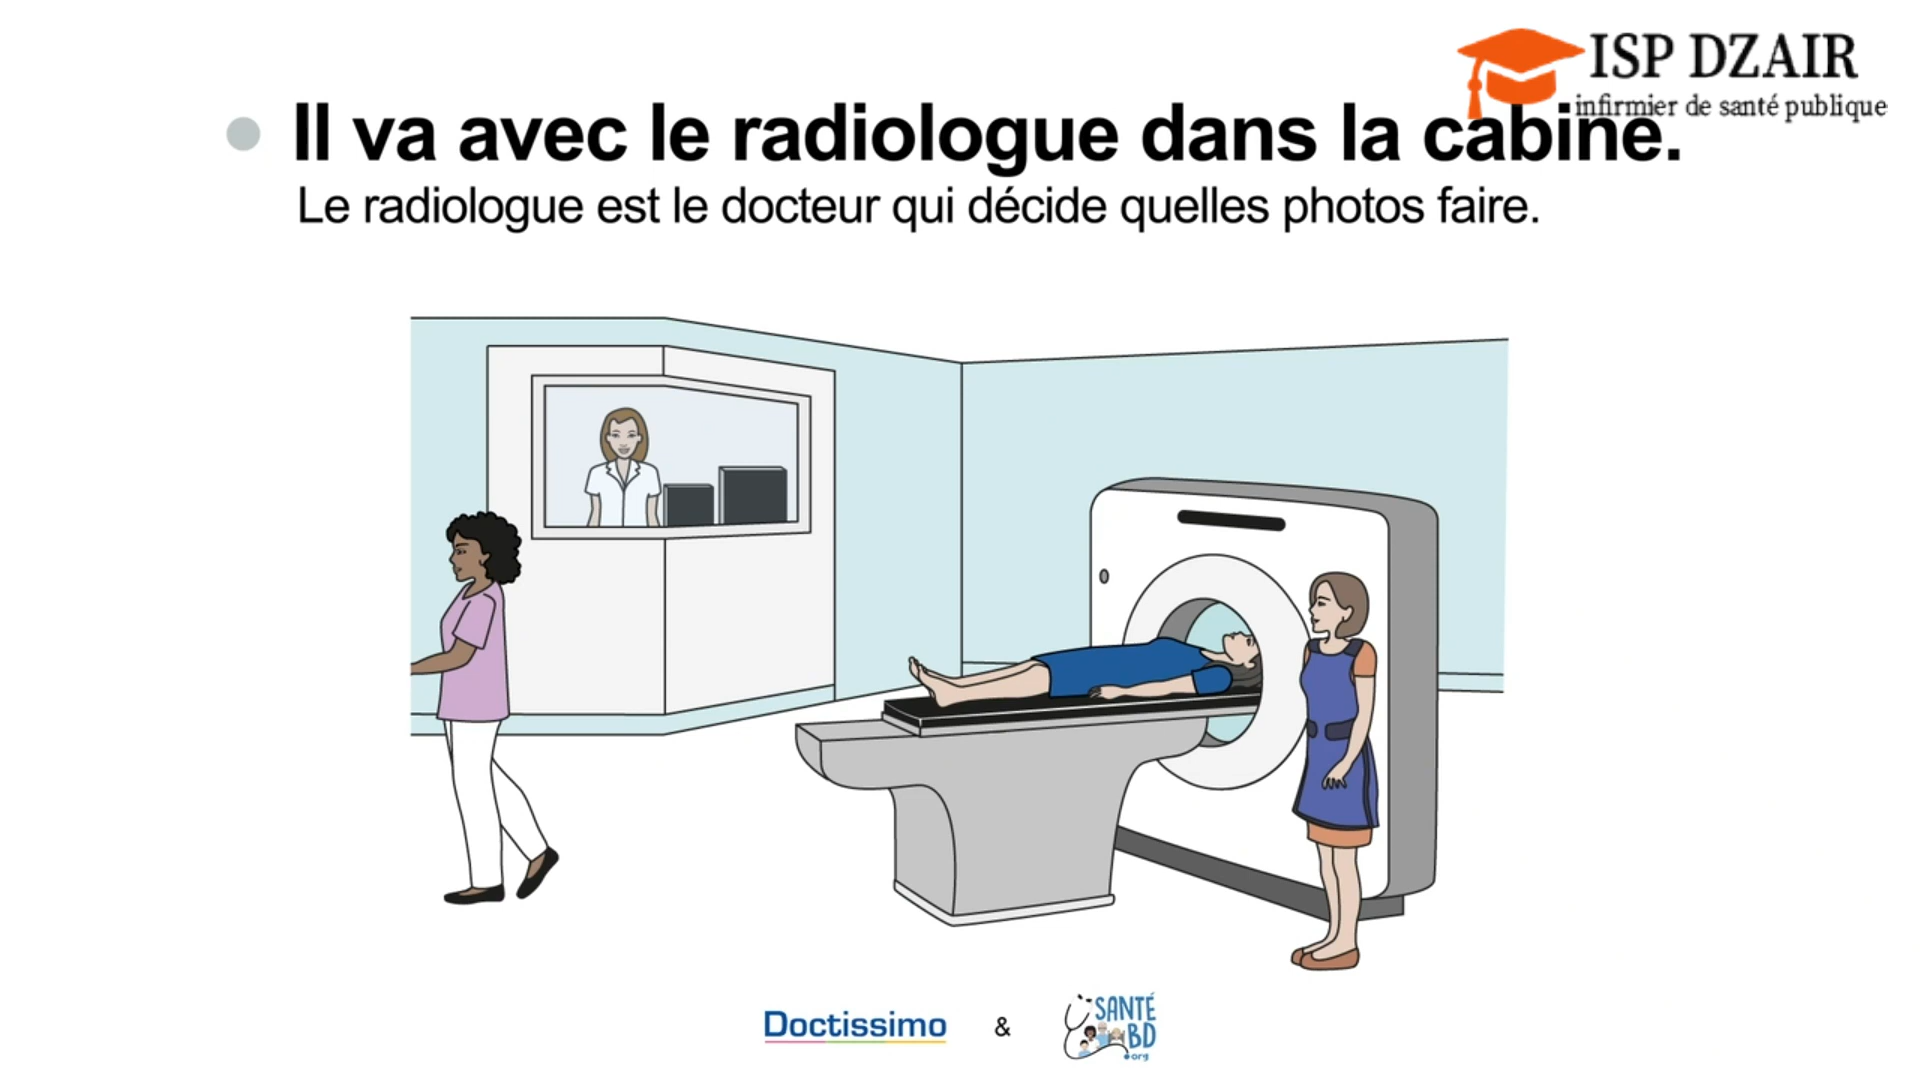 ISP DZAIR
infirmier de santé publique
Il va avec le radiologue dans la cabine.
Le radiologue est le docteur qui décide quelles photos faire.
Doctissimo & SANTÉ BD .org